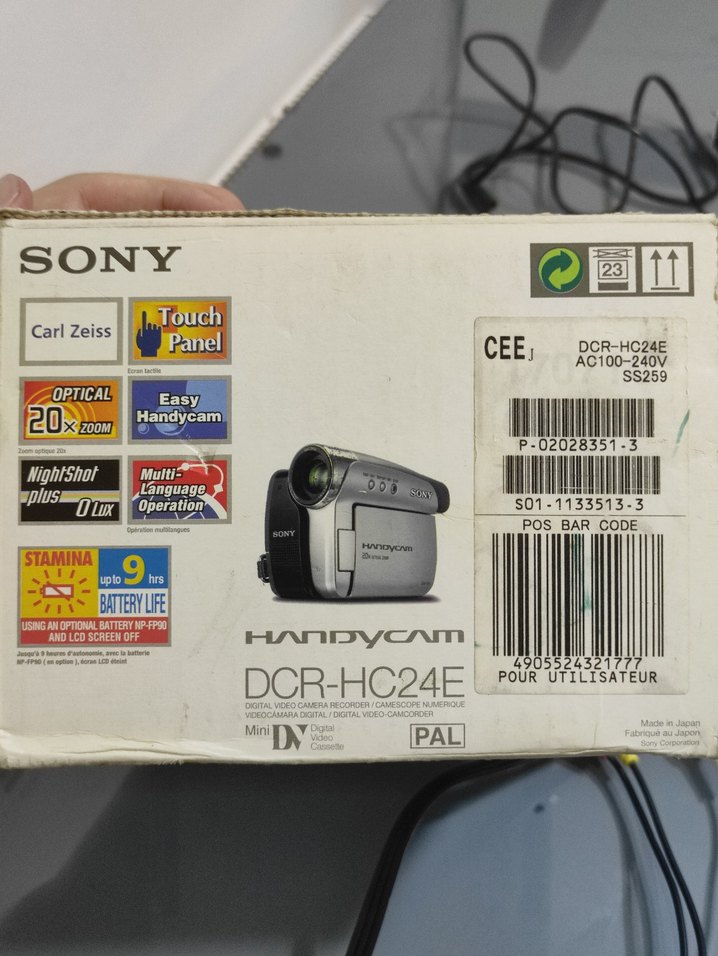 SONY
Carl Zeiss
Touch
Panel
Ecran tactile
OPTICAL
20x ZOOM
Zoom optique 20x
Easy
Handycam
NightShot
plus
0 Lux
Multi-
Language
Operation
Opération multilangues
STAMINA
up to 9 hrs
BATTERY LIFE
USING AN OPTIONAL BATTERY NP-FP90
AND LCD SCREEN OFF
Jusqu'à 9 heures d'autonomie, avec la batterie
NP-FP90 ( en option ), écran LCD éteint
SONY
SONY
HANDYCAM
HANDYCAM
DCR-HC24E
DIGITAL VIDEO CAMERA RECORDER / CAMESCOPE NUMERIQUE
VIDEOCÁMARA DIGITAL / DIGITAL VIDEO-CAMCORDER
Mini DV Digital
Video
Cassette
PAL
23
CEE J
DCR-HC24E
AC100-240V
SS259
P-02028351-3
S01-1133513-3
POS BAR CODE
4905524321777
POUR UTILISATEUR
Made in Japan
Fabriqué au Japon
Sony Corporation